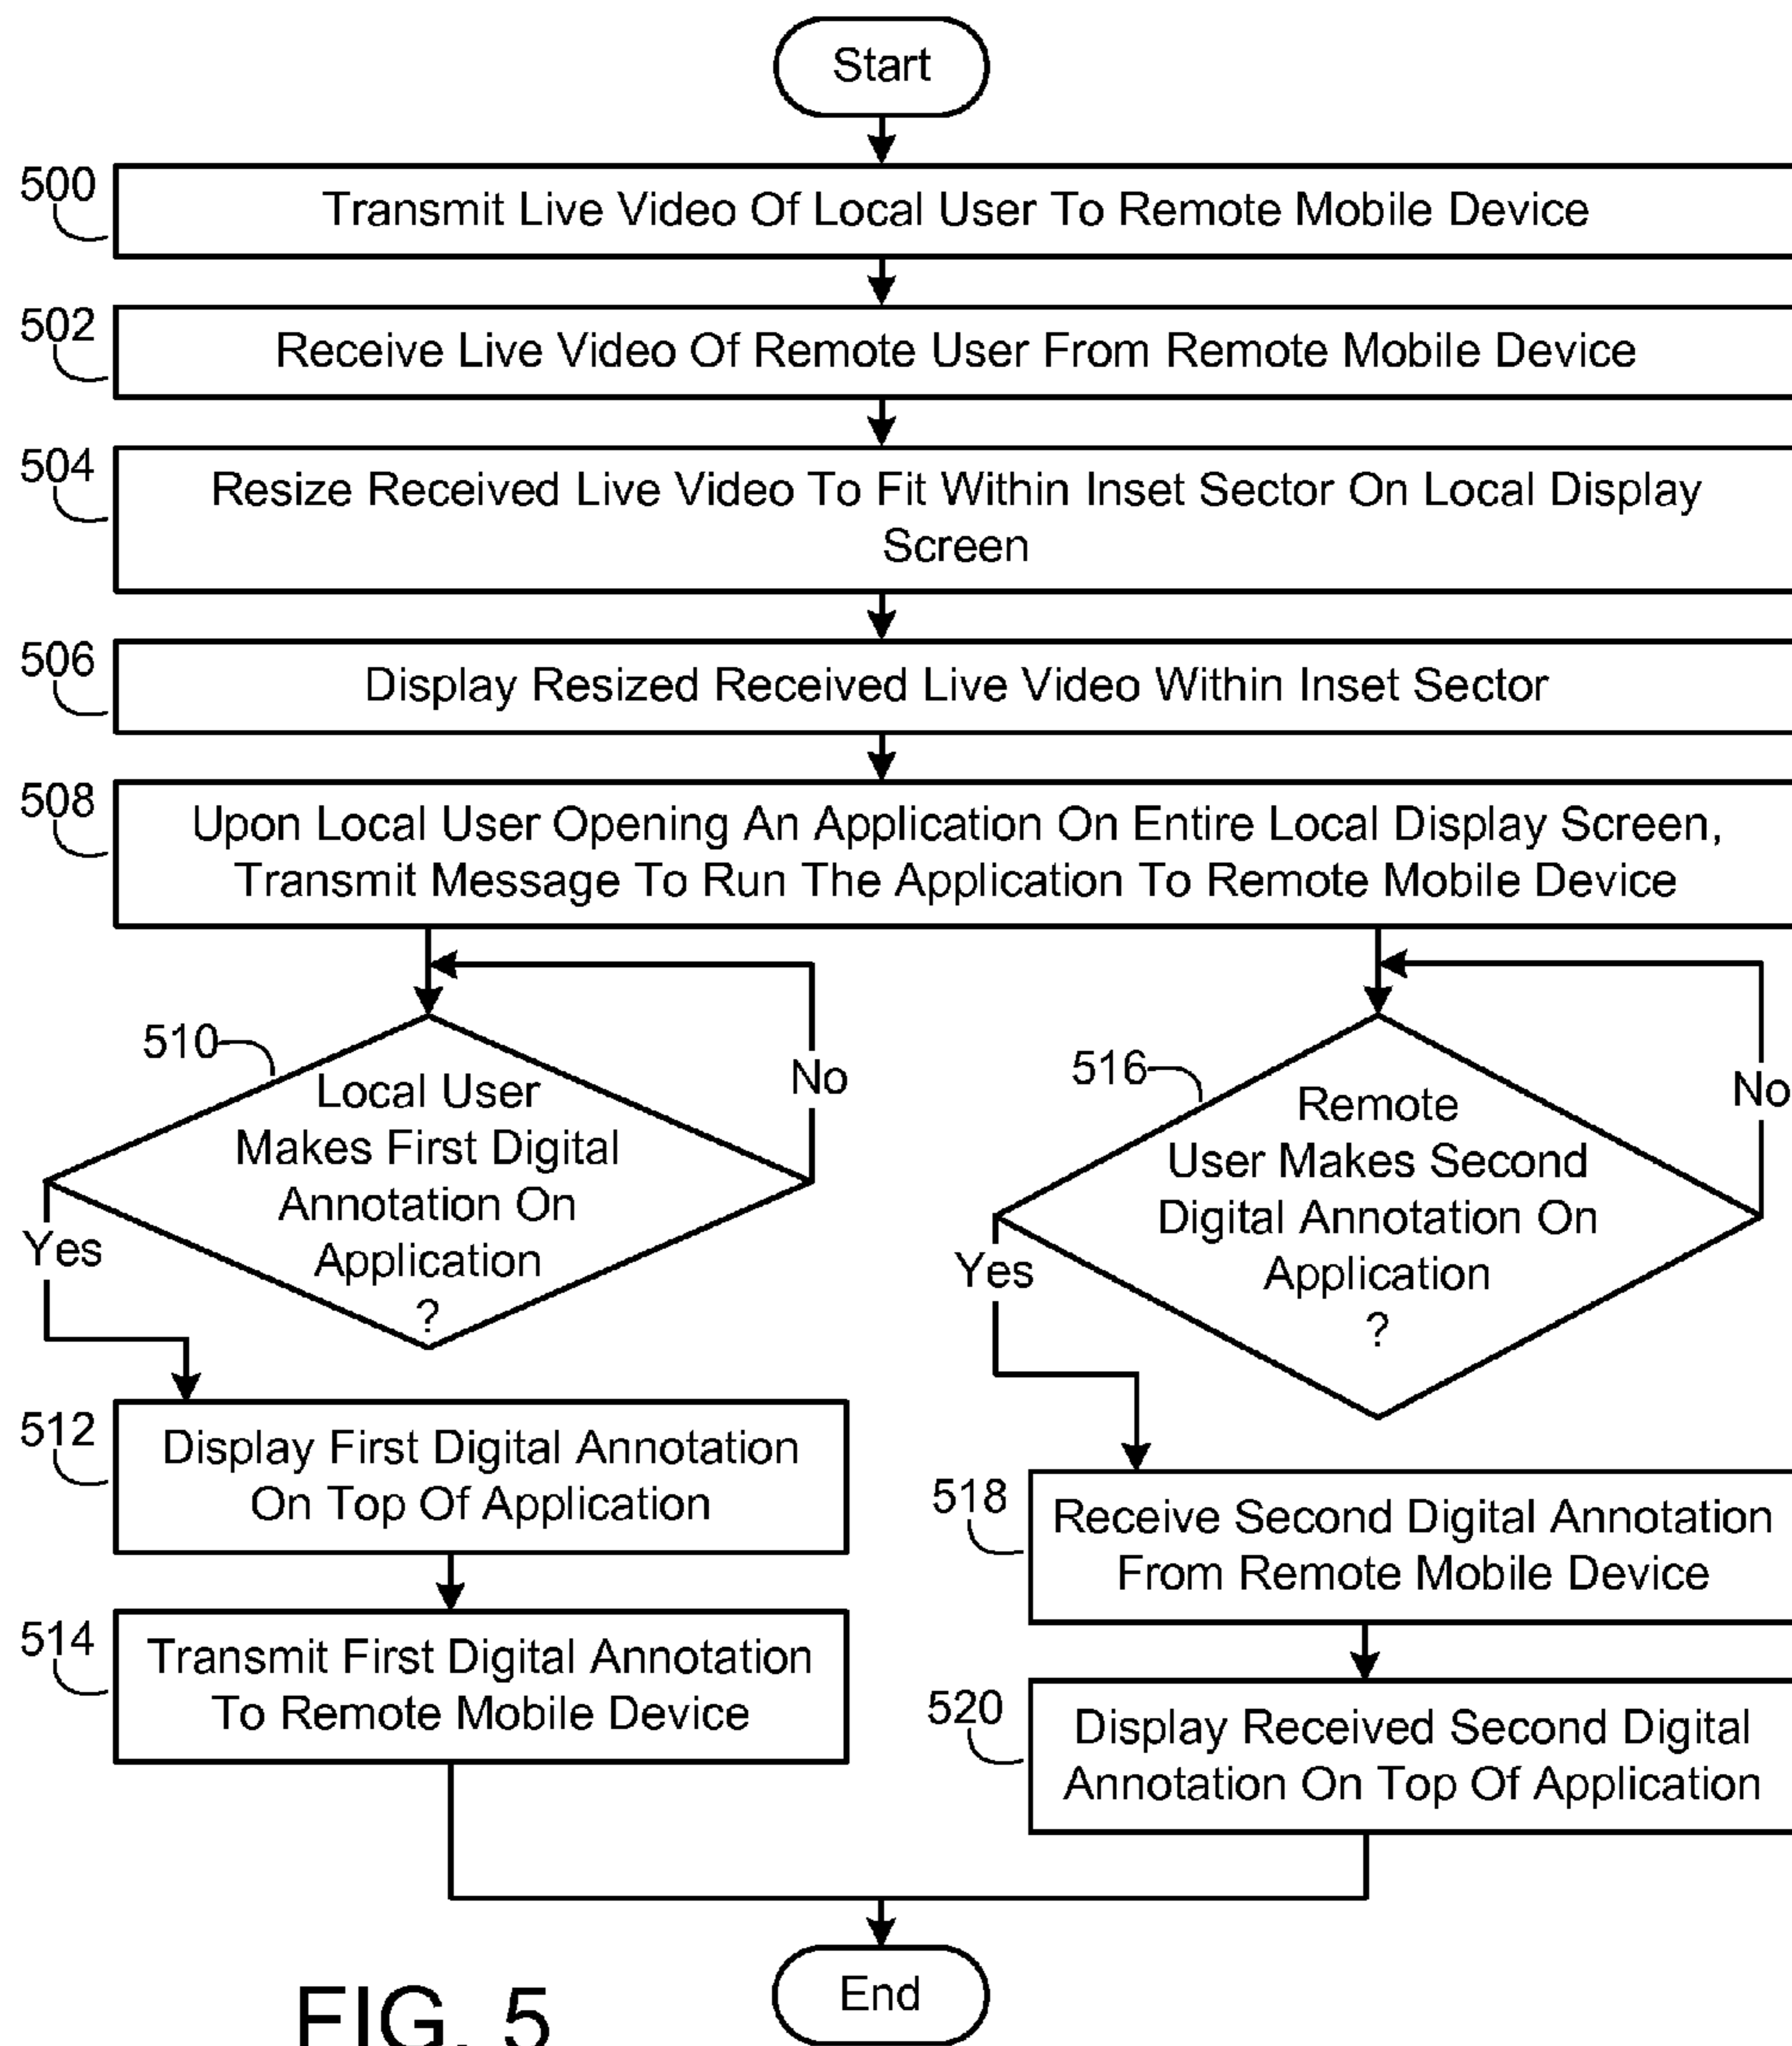 Start
500
Transmit Live Video Of Local User To Remote Mobile Device
502
Receive Live Video Of Remote User From Remote Mobile Device
504
Resize Received Live Video To Fit Within Inset Sector On Local Display
Screen
506
Display Resized Received Live Video Within Inset Sector
508
Upon Local User Opening An Application On Entire Local Display Screen,
Transmit Message To Run The Application To Remote Mobile Device
510
Local User
Makes First Digital
Annotation On
Application
?
No
Yes
512
Display First Digital Annotation
On Top Of Application
514
Transmit First Digital Annotation
To Remote Mobile Device
516
Remote
User Makes Second
Digital Annotation On
Application
?
No
Yes
518
Receive Second Digital Annotation
From Remote Mobile Device
520
Display Received Second Digital
Annotation On Top Of Application
End
FIG. 5